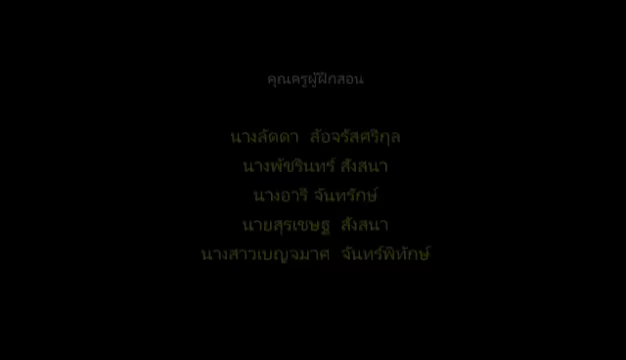 คุณครูผู้ฝึกสอน
นางลัดดา สัอจรัสศริกุล
นางพัชรินทร์ สังสนา
นางอารี จันทรักษ์
นายสุรเชษฐ สังสนา
นางสาวเบญจมาศ จันทร์พิทักษ์